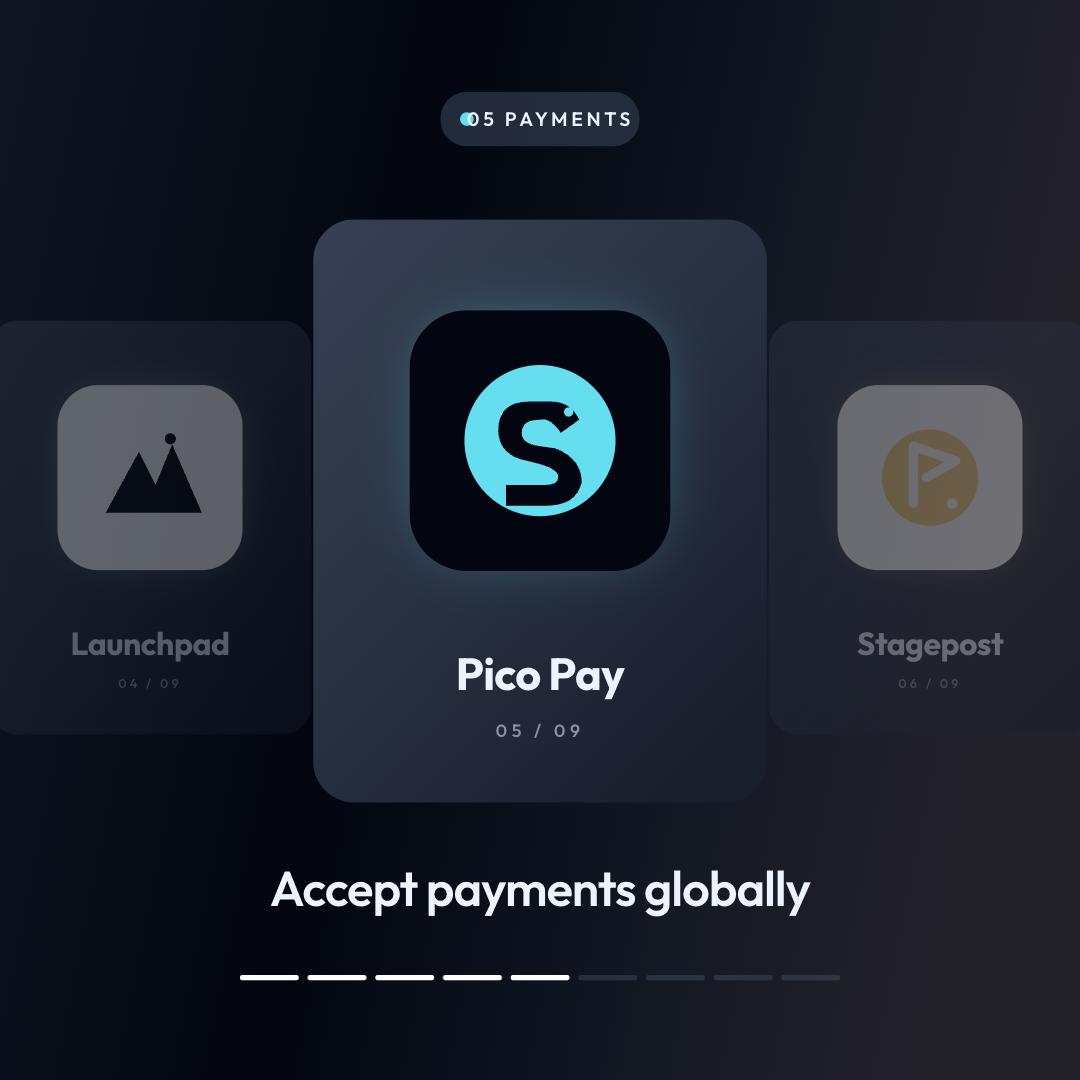 05 PAYMENTS
Launchpad
04 / 09
Pico Pay
05 / 09
Stagepost
06 / 09
Accept payments globally